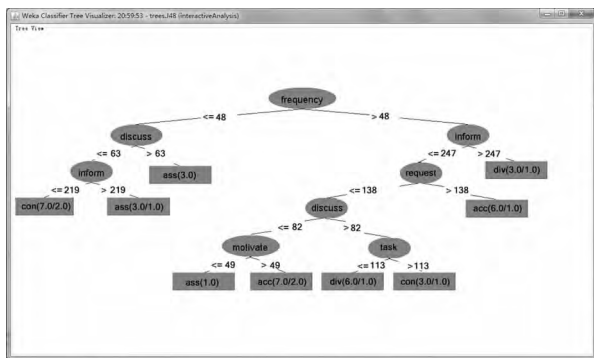 Weka Classifier Tree Visualizer: 20:59:53 - trees.J48 (InteractiveAnalysis)
Tree View
frequency
<= 48 > 48
discuss inform
<= 63 > 63 <= 247 > 247
inform ass(3.0) request div(3.0/1.0)
<= 219 > 219 <= 138 > 138
con(7.0/2.0) ass(3.0/1.0) discuss acc(6.0/1.0)
<= 82 > 82
motivate task
<= 49 > 49 <= 113 >113
ass(1.0) acc(7.0/2.0) div(6.0/1.0) con(3.0/1.0)